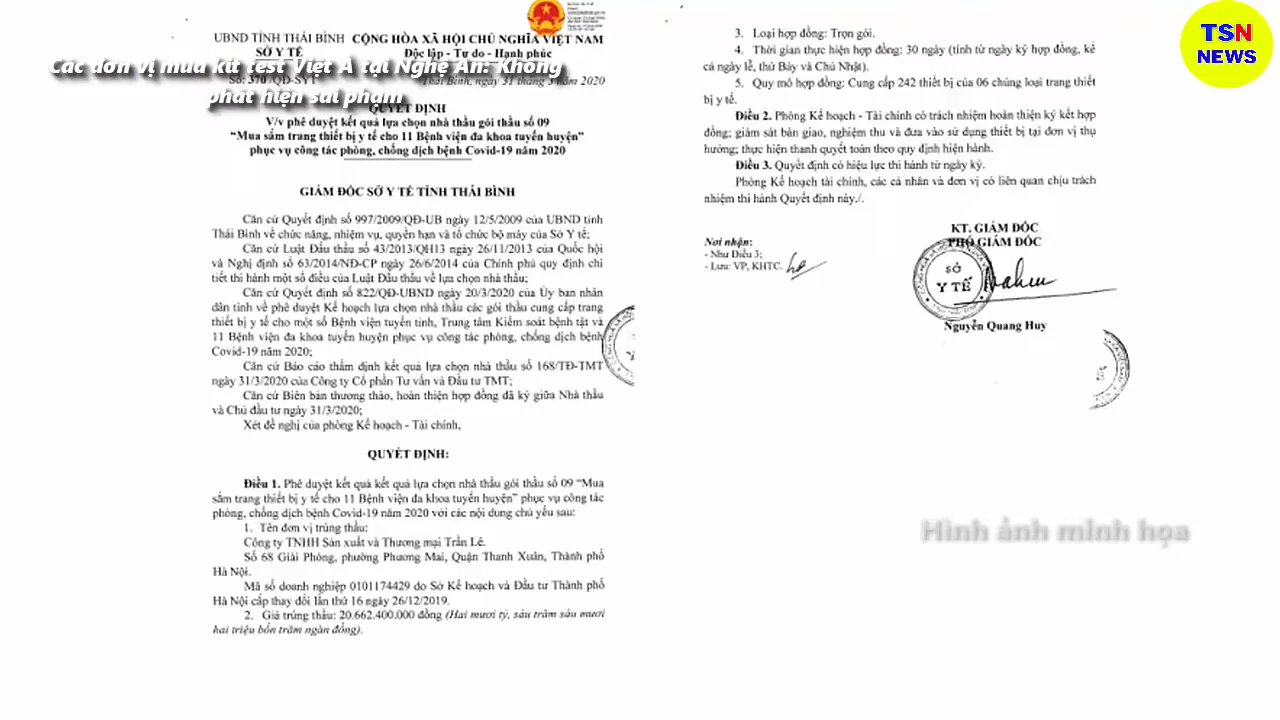 UBND TỈNH THÁI BÌNH CỘNG HÒA XÃ HỘI CHỦ NGHĨA VIỆT NAM
SỞ Y TẾ Độc lập - Tự do - Hạnh phúc
Các đơn vị mua kit test Việt Á tại Nghệ An: Không
phát hiện sai phạm
Số: 370/QĐ-SYT Thái Bình, ngày 31 tháng 3 năm 2020
QUYẾT ĐỊNH
V/v phê duyệt kết quả lựa chọn nhà thầu gói thầu số 09
“Mua sắm trang thiết bị y tế cho 11 Bệnh viện đa khoa tuyến huyện”
phục vụ công tác phòng, chống dịch bệnh Covid-19 năm 2020
GIÁM ĐỐC SỞ Y TẾ TỈNH THÁI BÌNH
Căn cứ Quyết định số 997/2009/QĐ-UB ngày 12/5/2009 của UBND tỉnh
Thái Bình về chức năng, nhiệm vụ, quyền hạn và tổ chức bộ máy của Sở Y tế;
Căn cứ Luật Đấu thầu số 43/2013/QH13 ngày 26/11/2013 của Quốc hội
và Nghị định số 63/2014/NĐ-CP ngày 26/6/2014 của Chính phủ quy định chi
tiết thi hành một số điều của Luật Đấu thầu về lựa chọn nhà thầu;
Căn cứ Quyết định số 822/QĐ-UBND ngày 20/3/2020 của Ủy ban nhân
dân tỉnh về phê duyệt Kế hoạch lựa chọn nhà thầu các gói thầu cung cấp trang
thiết bị y tế cho một số Bệnh viện tuyến tỉnh, Trung tâm Kiểm soát bệnh tật và
11 Bệnh viện đa khoa tuyến huyện phục vụ công tác phòng, chống dịch bệnh
Covid-19 năm 2020;
Căn cứ Báo cáo thẩm định kết quả lựa chọn nhà thầu số 168/TĐ-TMT
ngày 31/3/2020 của Công ty Cổ phần Tư vấn và Đầu tư TMT;
Căn cứ Biên bản thương thảo, hoàn thiện hợp đồng đã ký giữa Nhà thầu
và Chủ đầu tư ngày 31/3/2020;
Xét đề nghị của phòng Kế hoạch - Tài chính,
QUYẾT ĐỊNH:
Điều 1. Phê duyệt kết quả kết quả lựa chọn nhà thầu gói thầu số 09 “Mua
sắm trang thiết bị y tế cho 11 Bệnh viện đa khoa tuyến huyện” phục vụ công tác
phòng, chống dịch bệnh Covid-19 năm 2020 với các nội dung chủ yếu sau:
1. Tên đơn vị trúng thầu:
Công ty TNHH Sản xuất và Thương mại Trần Lê.
Số 68 Giải Phóng, phường Phương Mai, Quận Thanh Xuân, Thành phố
Hà Nội.
Mã số doanh nghiệp 0101174429 do Sở Kế hoạch và Đầu tư Thành phố
Hà Nội cấp thay đổi lần thứ 16 ngày 26/12/2019.
2. Giá trúng thầu: 20.662.400.000 đồng (Hai mươi tỷ, sáu trăm sáu mươi
hai triệu bốn trăm ngàn đồng).
3. Loại hợp đồng: Trọn gói.
4. Thời gian thực hiện hợp đồng: 30 ngày (tính từ ngày ký hợp đồng, kể
cả ngày lễ, thứ Bảy và Chủ Nhật).
5. Quy mô hợp đồng: Cung cấp 242 thiết bị của 06 chủng loại trang thiết
bị y tế.
Điều 2. Phòng Kế hoạch - Tài chính có trách nhiệm hoàn thiện ký kết hợp
đồng; giám sát bàn giao, nghiệm thu và đưa vào sử dụng thiết bị tại đơn vị thụ
hưởng; thực hiện thanh quyết toán theo quy định hiện hành.
Điều 3. Quyết định có hiệu lực thi hành từ ngày ký.
Phòng Kế hoạch tài chính, các cá nhân và đơn vị có liên quan chịu trách
nhiệm thi hành Quyết định này./.
Nơi nhận:
- Như Điều 3;
- Lưu: VP, KHTC.
KT. GIÁM ĐỐC
PHÓ GIÁM ĐỐC
SỞ
Y TẾ
Nguyễn Quang Huy
TSN
NEWS
Hình ảnh minh họa